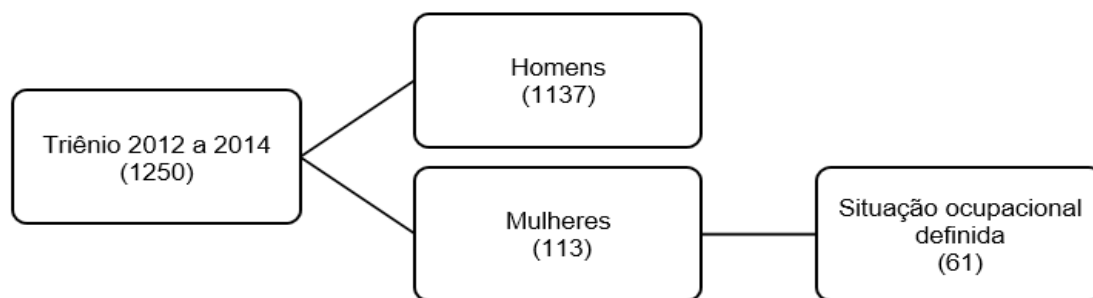 Triênio 2012 a 2014
(1250)
Homens
(1137)
Mulheres
(113)
Situação ocupacional
definida
(61)